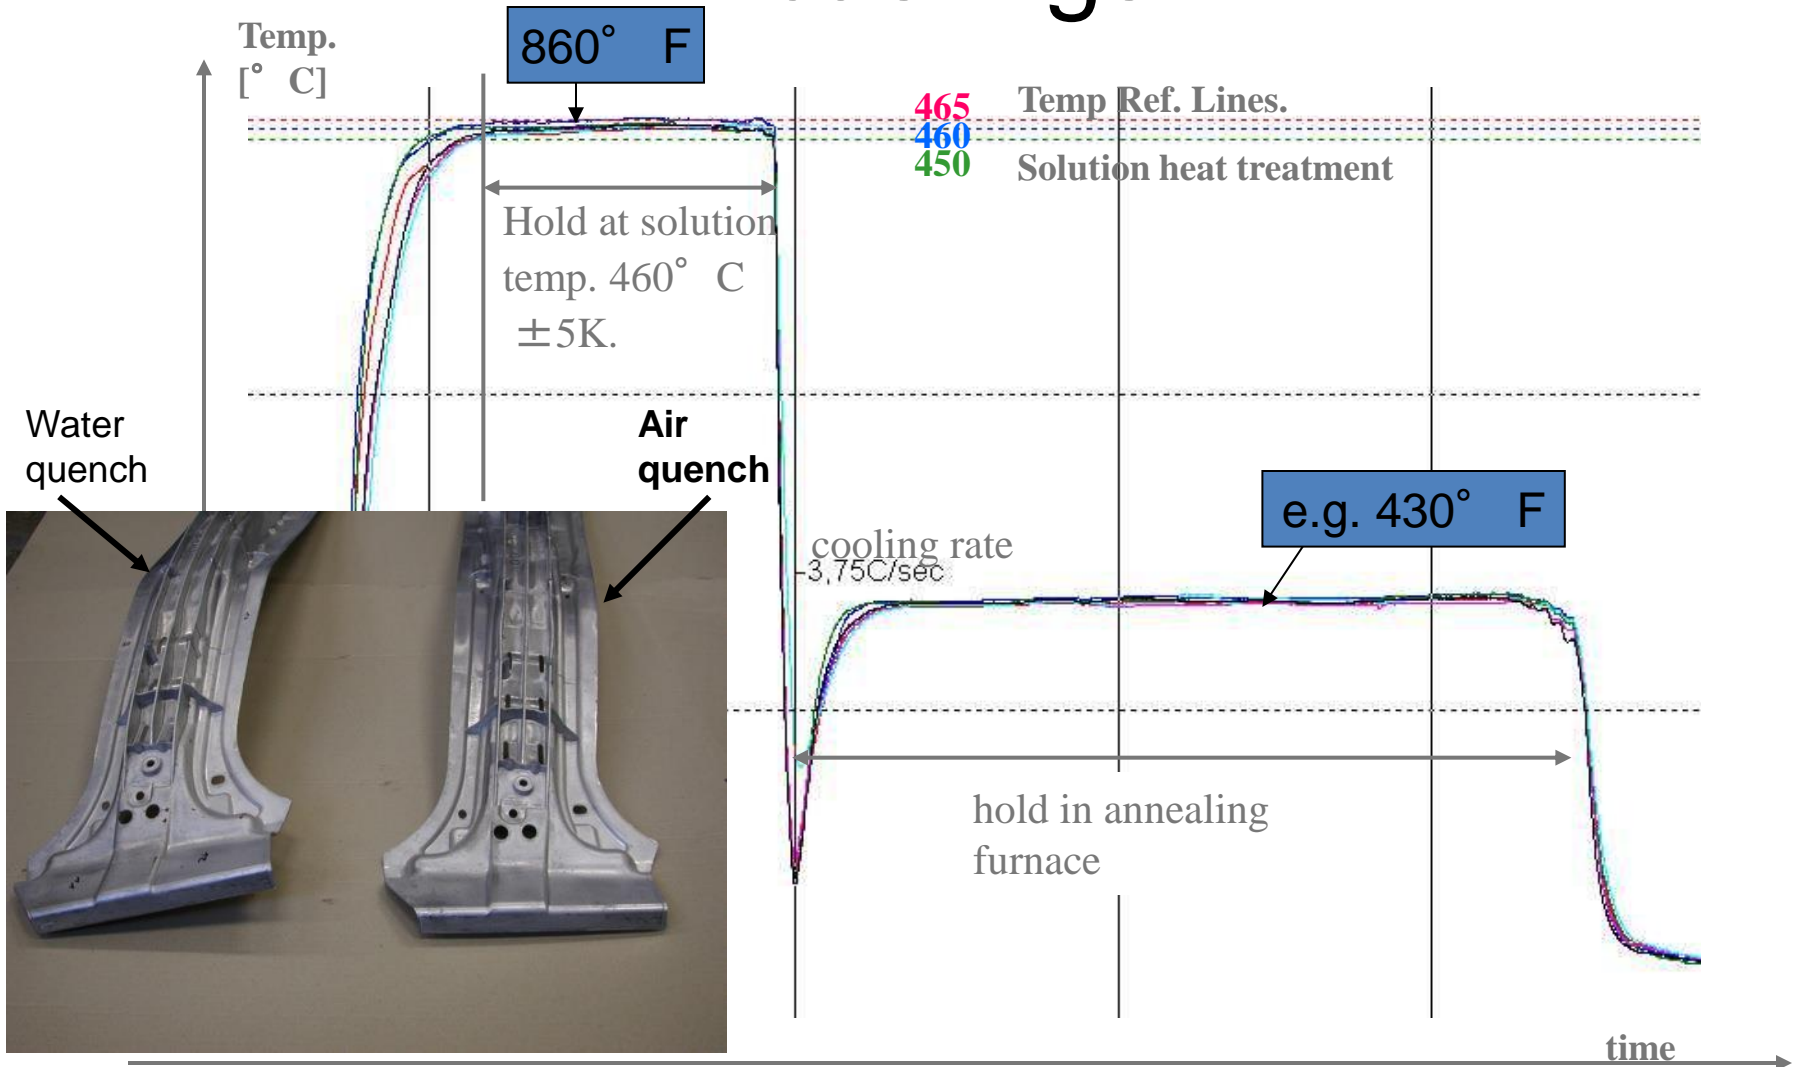 Temp.
[° C]
860° F
465
Temp Ref. Lines.
460
450
Solution heat treatment
Hold at solution
temp. 460° C
±5K.
Water
quench
Air
quench
e.g. 430° F
cooling rate
-3,75C/sec
hold in annealing
furnace
time